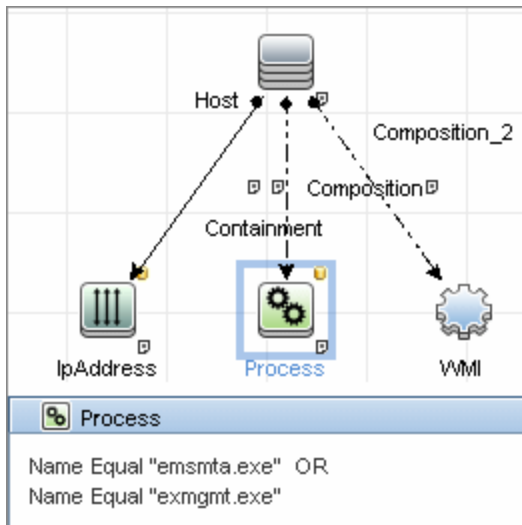 Host
Composition_2
Composition
Containment
IpAddress
Process
WMI
Process
Name Equal "emsmta.exe" OR
Name Equal "exmgmt.exe"